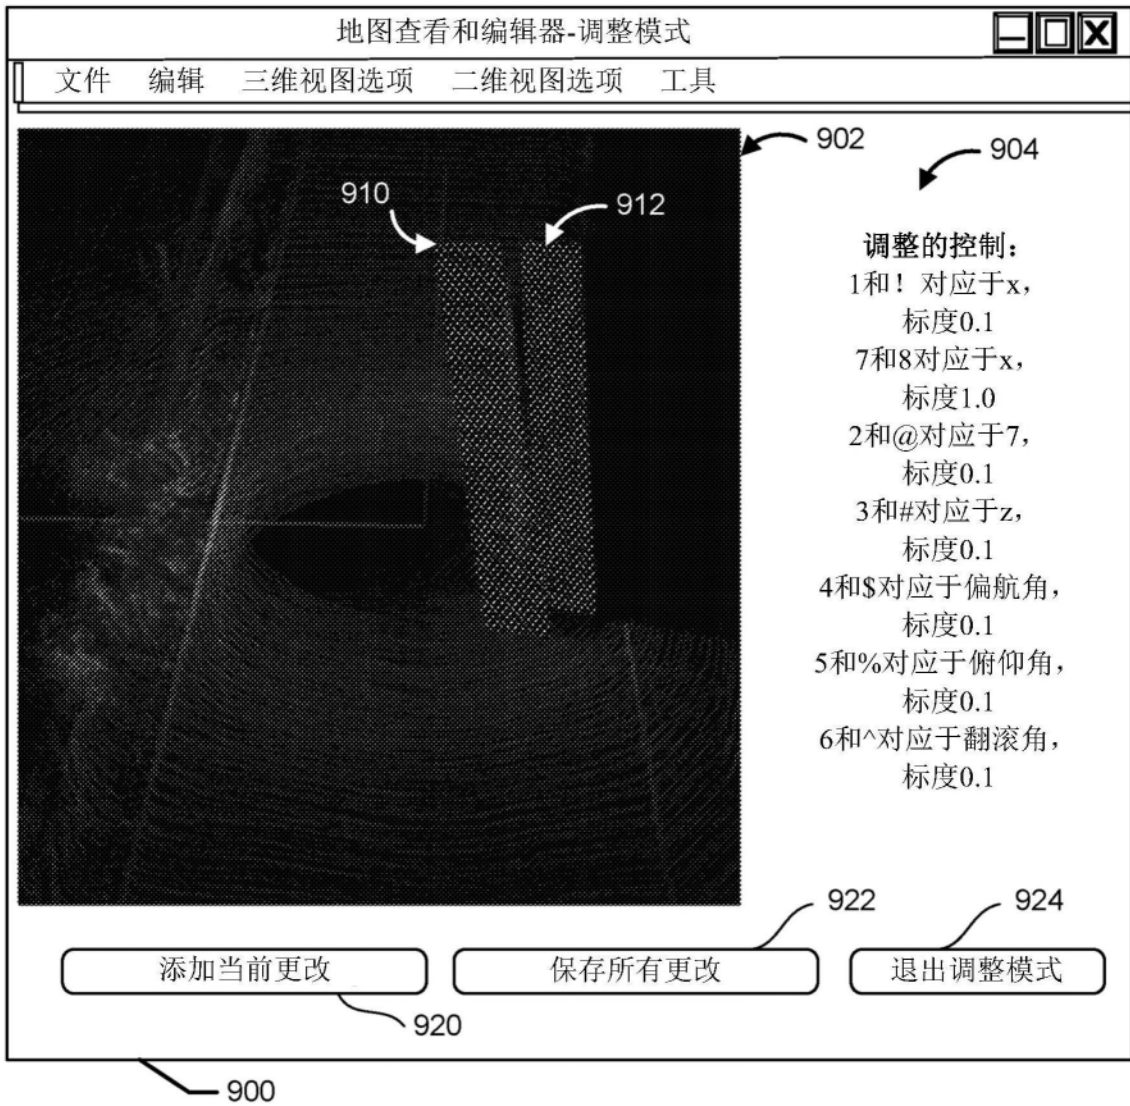 地图查看和编辑器-调整模式
文件 编辑 三维视图选项 二维视图选项 工具
902
904
910
912
调整的控制：
1和！对应于x，
标度0.1
7和8对应于x，
标度1.0
2和@对应于7，
标度0.1
3和#对应于z，
标度0.1
4和$对应于偏航角，
标度0.1
5和%对应于俯仰角，
标度0.1
6和^对应于翻滚角，
标度0.1
922
924
添加当前更改 保存所有更改 退出调整模式
920
900